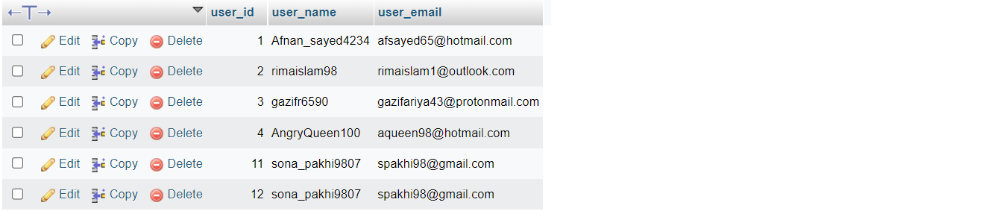 ←T→ user_id user_name user_email
Edit Copy Delete 1 Afnan_sayed4234 afsayed65@hotmail.com
Edit Copy Delete 2 rimaislam98 rimaislam1@outlook.com
Edit Copy Delete 3 gazifr6590 gazifariya43@protonmail.com
Edit Copy Delete 4 AngryQueen100 aqueen98@hotmail.com
Edit Copy Delete 11 sona_pakhi9807 spakhi98@gmail.com
Edit Copy Delete 12 sona_pakhi9807 spakhi98@gmail.com